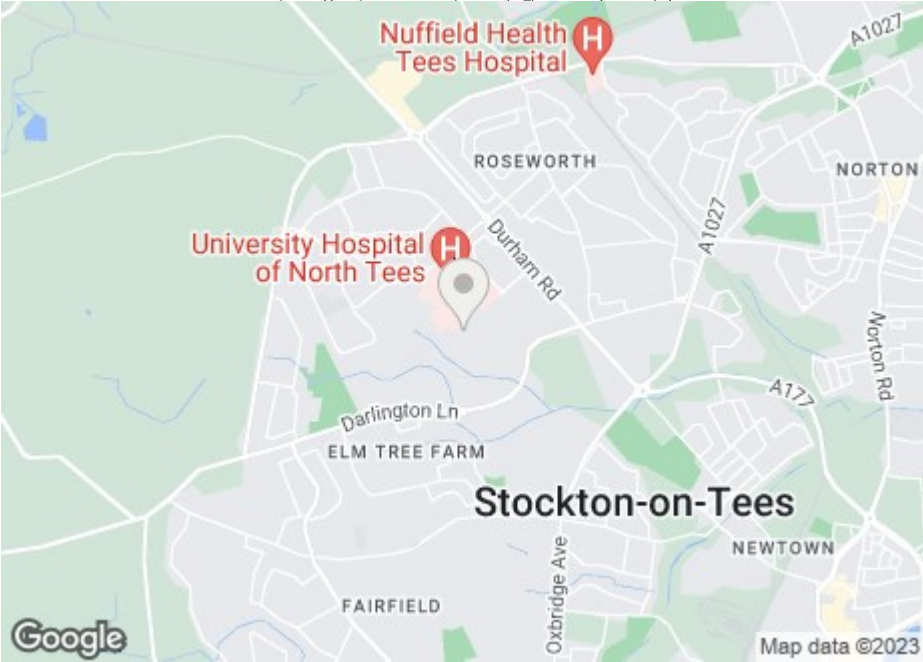 Nuffield Health
Tees Hospital
H
A1027
ROSEWORTH
NORTON
A1027
University Hospital
of North Tees
H
Durham Rd
Norton Rd
A177
Darlington Ln
ELM TREE FARM
Stockton-on-Tees
NEWTOWN
Oxbridge Ave
FAIRFIELD
Google
Map data ©2023